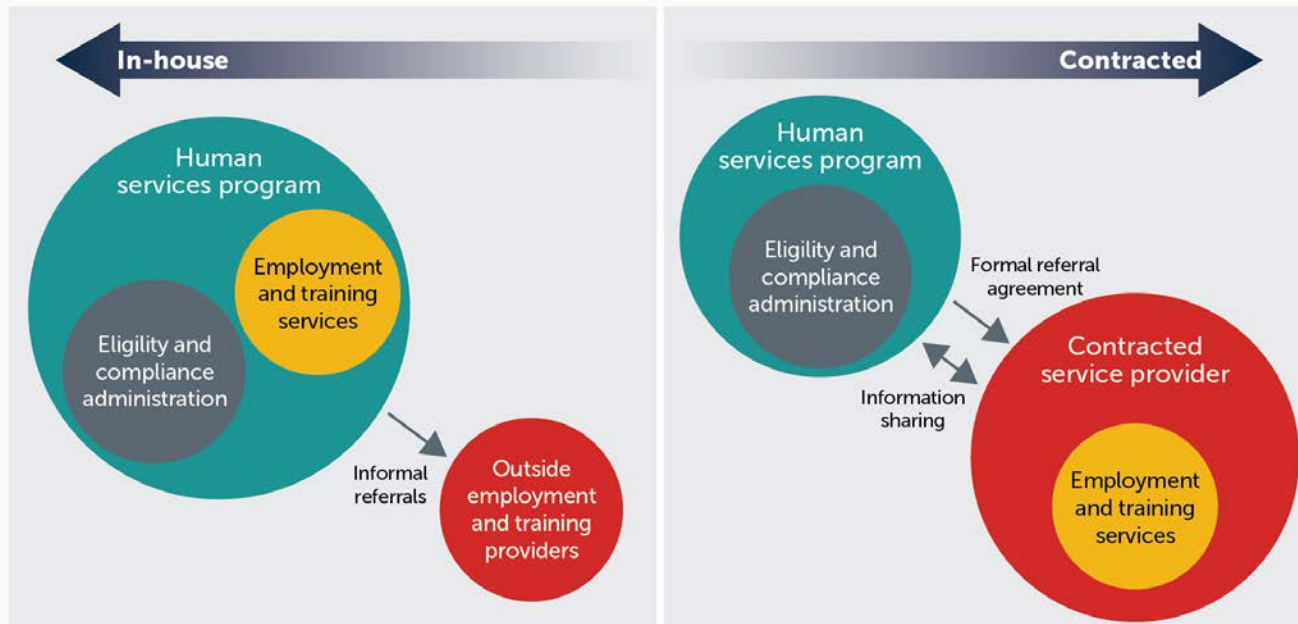 In-house
Human
services program
Employment
and training
services
Eligility and
compliance
administration
Informal
referrals
Outside
employment
and training
providers
Contracted
Human
services program
Eligility and
compliance
administration
Formal referral
agreement
Information
sharing
Contracted
service provider
Employment
and training
services